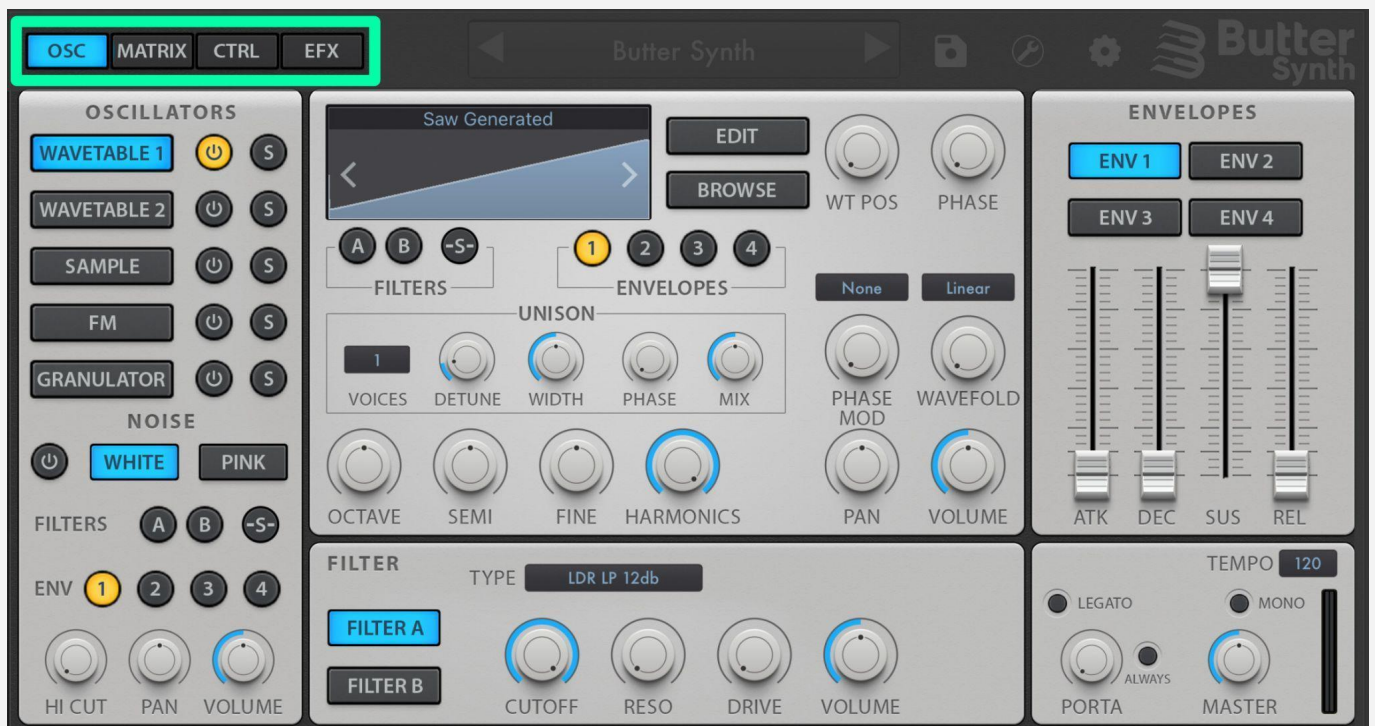 OSC MATRIX CTRL EFX
Butter Synth
Butter
Synth
OSCILLATORS
WAVETABLE 1 S
WAVETABLE 2 S
SAMPLE S
FM S
GRANULATOR S
NOISE
WHITE PINK
FILTERS A B -S-
ENV 1 2 3 4
HI CUT PAN VOLUME
Saw Generated
EDIT
BROWSE
WT POS PHASE
A B -S-
FILTERS
1 2 3 4
ENVELOPES
None Linear
UNISON
1
VOICES DETUNE WIDTH PHASE MIX
PHASE
MOD
WAVEFOLD
OCTAVE SEMI FINE HARMONICS PAN VOLUME
FILTER
TYPE LDR LP 12db
FILTER A
FILTER B
CUTOFF RESO DRIVE VOLUME
ENVELOPES
ENV 1 ENV 2
ENV 3 ENV 4
ATK DEC SUS REL
TEMPO 120
LEGATO MONO
ALWAYS
PORTA MASTER